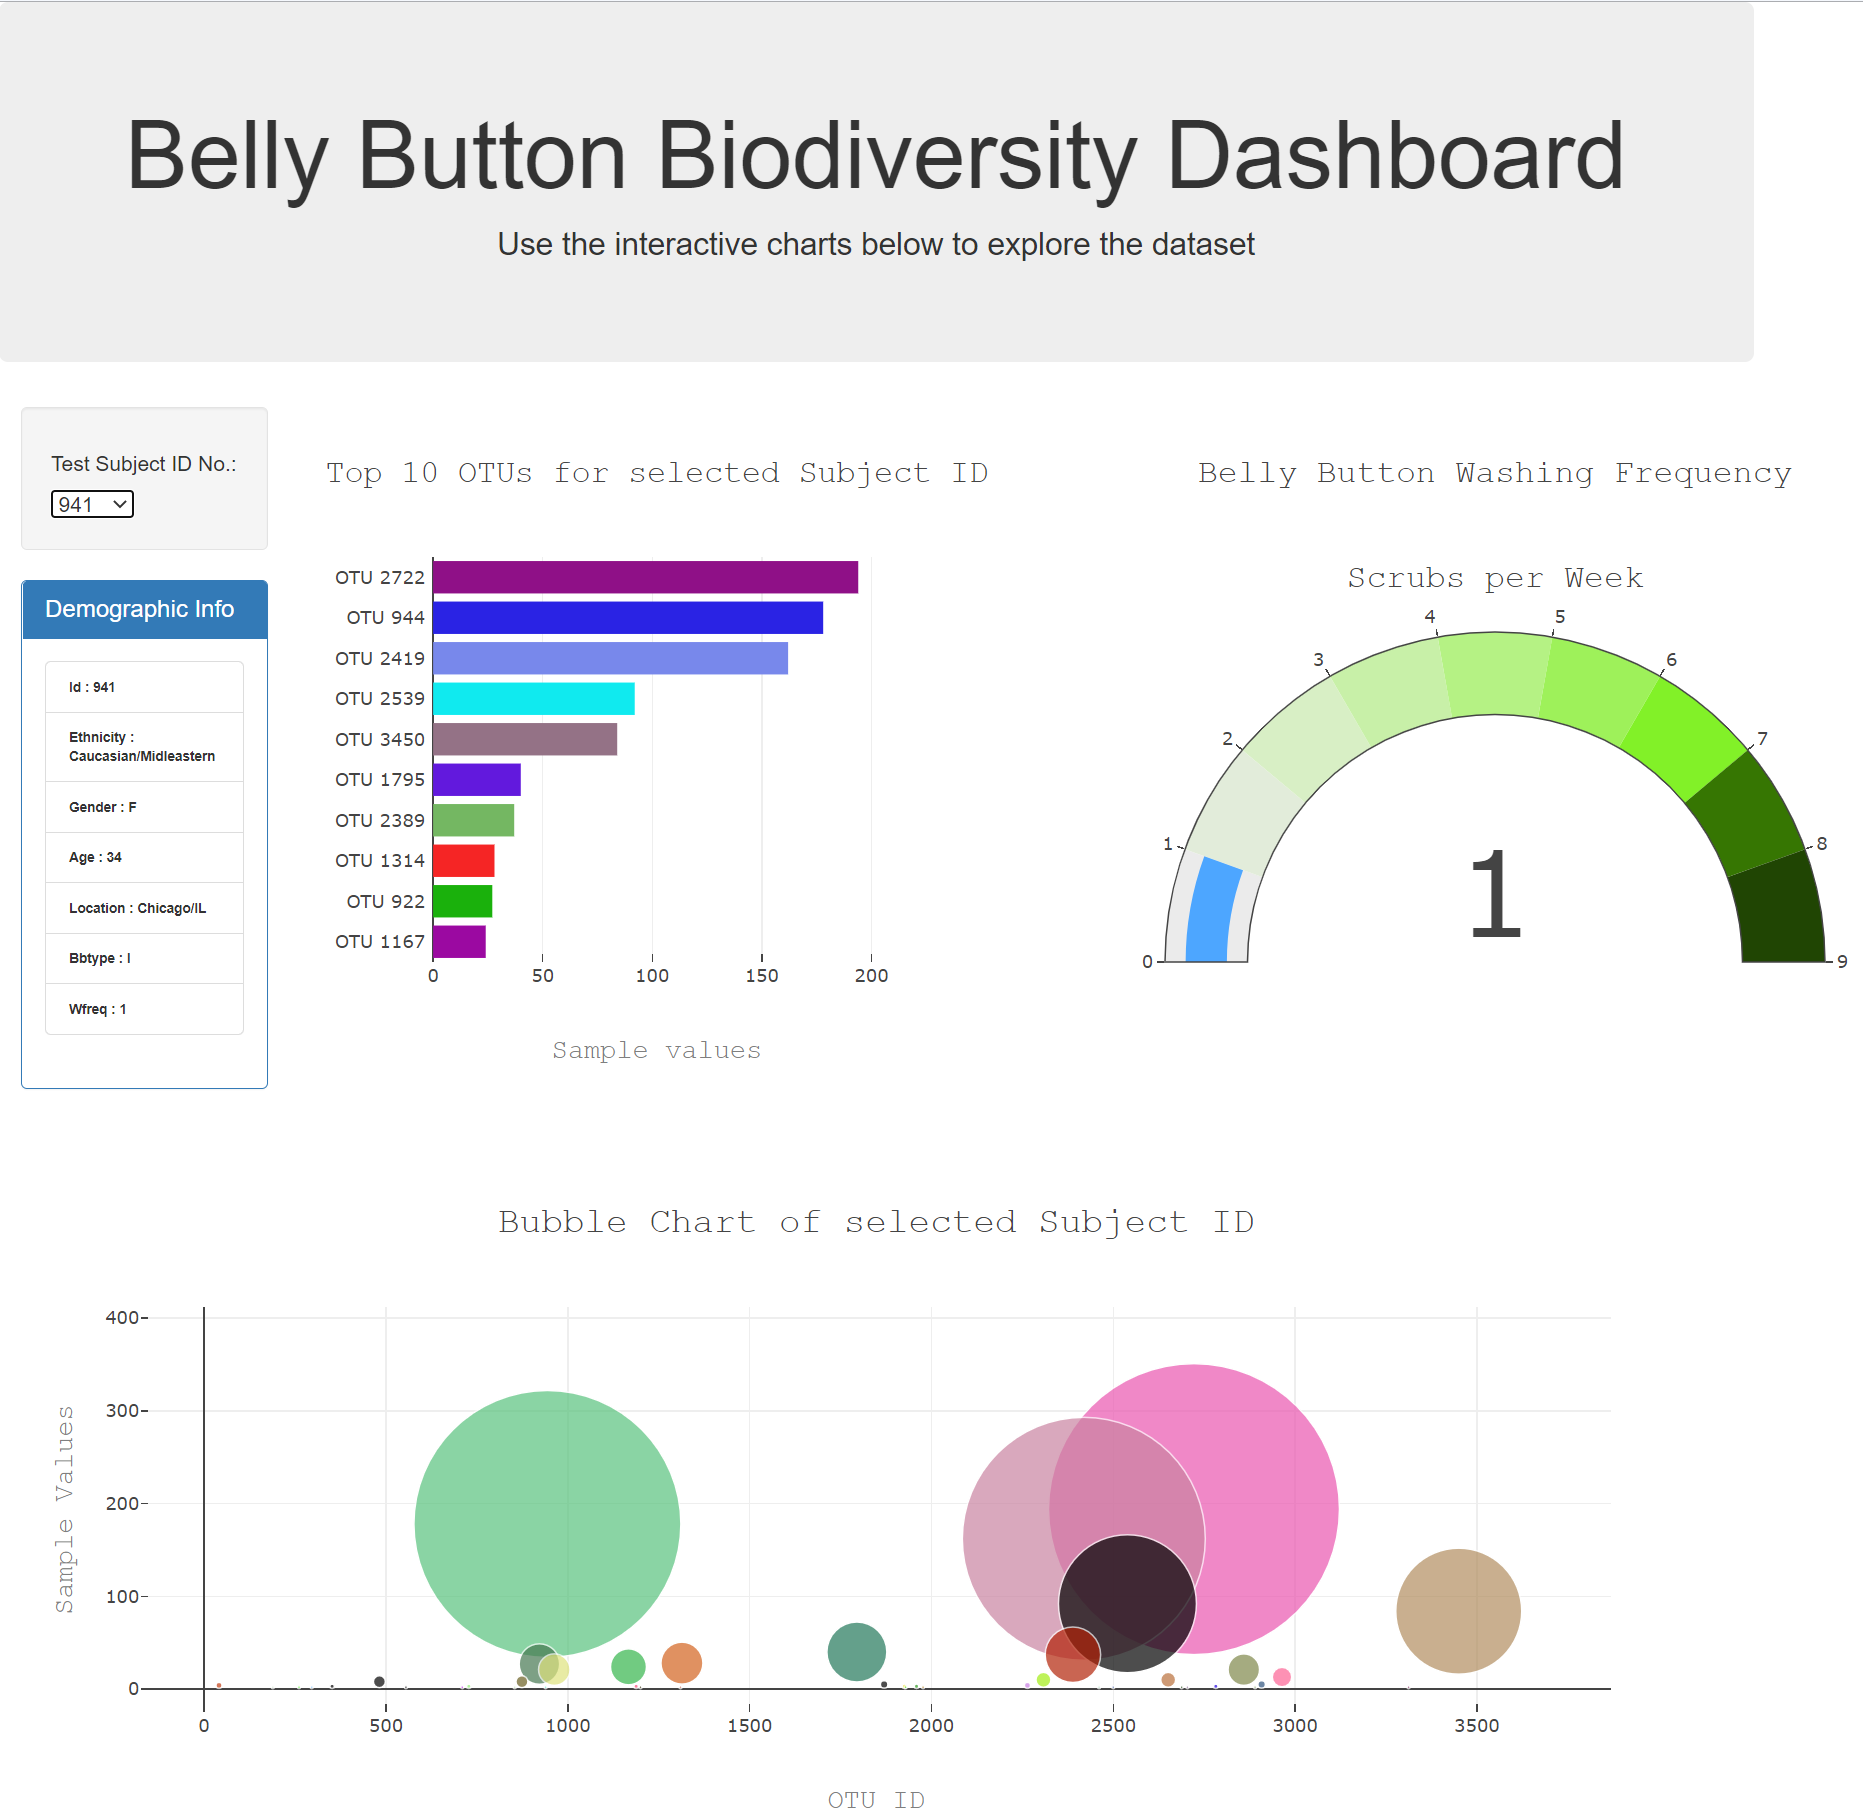 Belly Button Biodiversity Dashboard
Use the interactive charts below to explore the dataset
Test Subject ID No.:
941
Demographic Info
Id : 941
Ethnicity :
Caucasian/Midleastern
Gender : F
Age : 34
Location : Chicago/IL
Bbtype : I
Wfreq : 1
Top 10 OTUs for selected Subject ID
OTU 2722
OTU 944
OTU 2419
OTU 2539
OTU 3450
OTU 1795
OTU 2389
OTU 1314
OTU 922
OTU 1167
0 50 100 150 200
Sample values
Belly Button Washing Frequency
Scrubs per Week
0
1
2
3
4
5
6
7
8
9
1
Bubble Chart of selected Subject ID
Sample Values
400
300
200
100
0
0 500 1000 1500 2000 2500 3000 3500
OTU ID